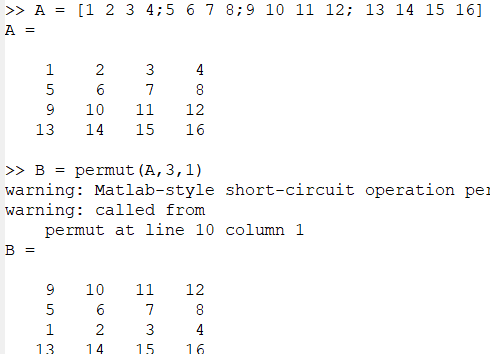 >> A = [1 2 3 4;5 6 7 8;9 10 11 12; 13 14 15 16]
A =
1 2 3 4
5 6 7 8
9 10 11 12
13 14 15 16
>> B = permut(A,3,1)
warning: Matlab-style short-circuit operation per
warning: called from
permut at line 10 column 1
B =
9 10 11 12
5 6 7 8
1 2 3 4
13 14 15 16